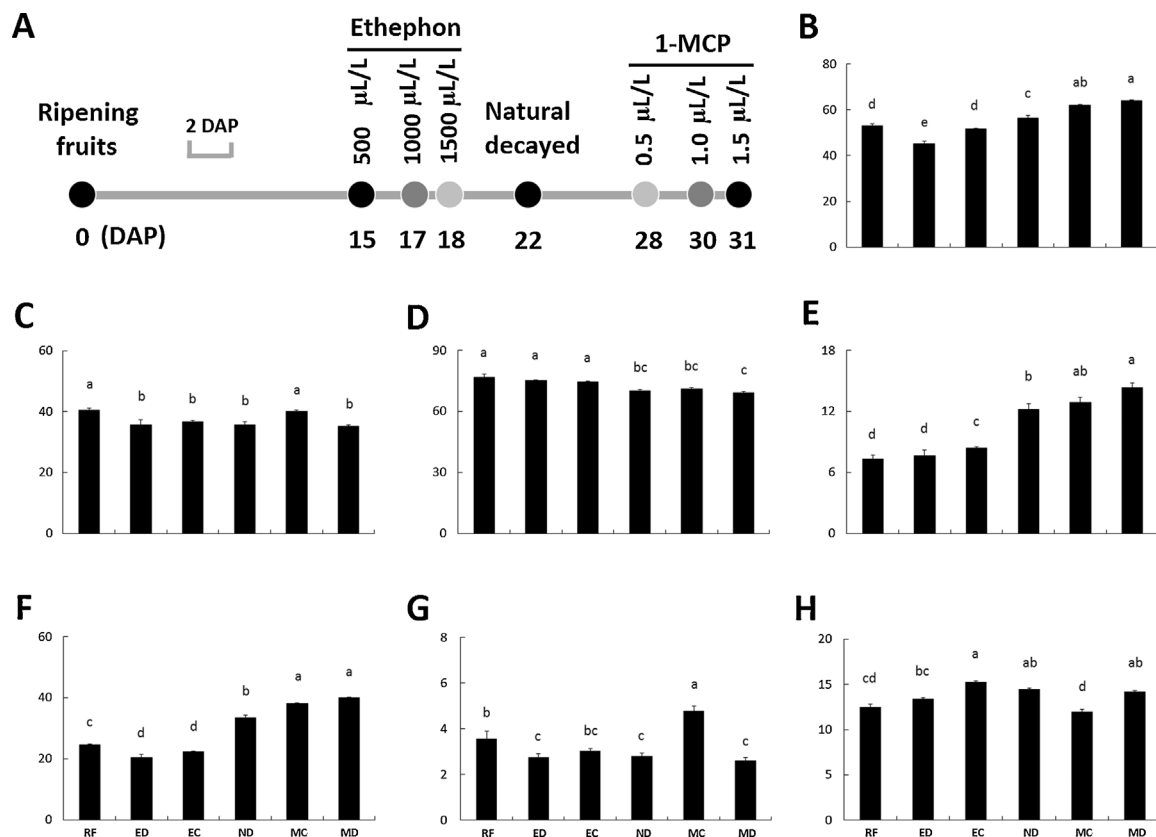 A
Ethephon
1-MCP
500 μL/L
1000 μL/L
1500 μL/L
0.5 μL/L
1.0 μL/L
1.5 μL/L
Ripening
fruits
2 DAP
Natural
decayed
0 (DAP)
15
17
18
22
28
30
31
B
80
60
40
20
0
d
e
d
c
ab
a
C
60
40
20
0
a
b
b
b
a
b
D
90
60
30
0
a
a
a
bc
bc
c
E
18
12
6
0
d
d
c
b
ab
a
F
60
40
20
0
c
d
d
b
a
a
RF ED EC ND MC MD
G
8
6
4
2
0
b
c
bc
c
a
c
RF ED EC ND MC MD
H
20
15
10
5
0
cd
bc
a
ab
d
ab
RF ED EC ND MC MD